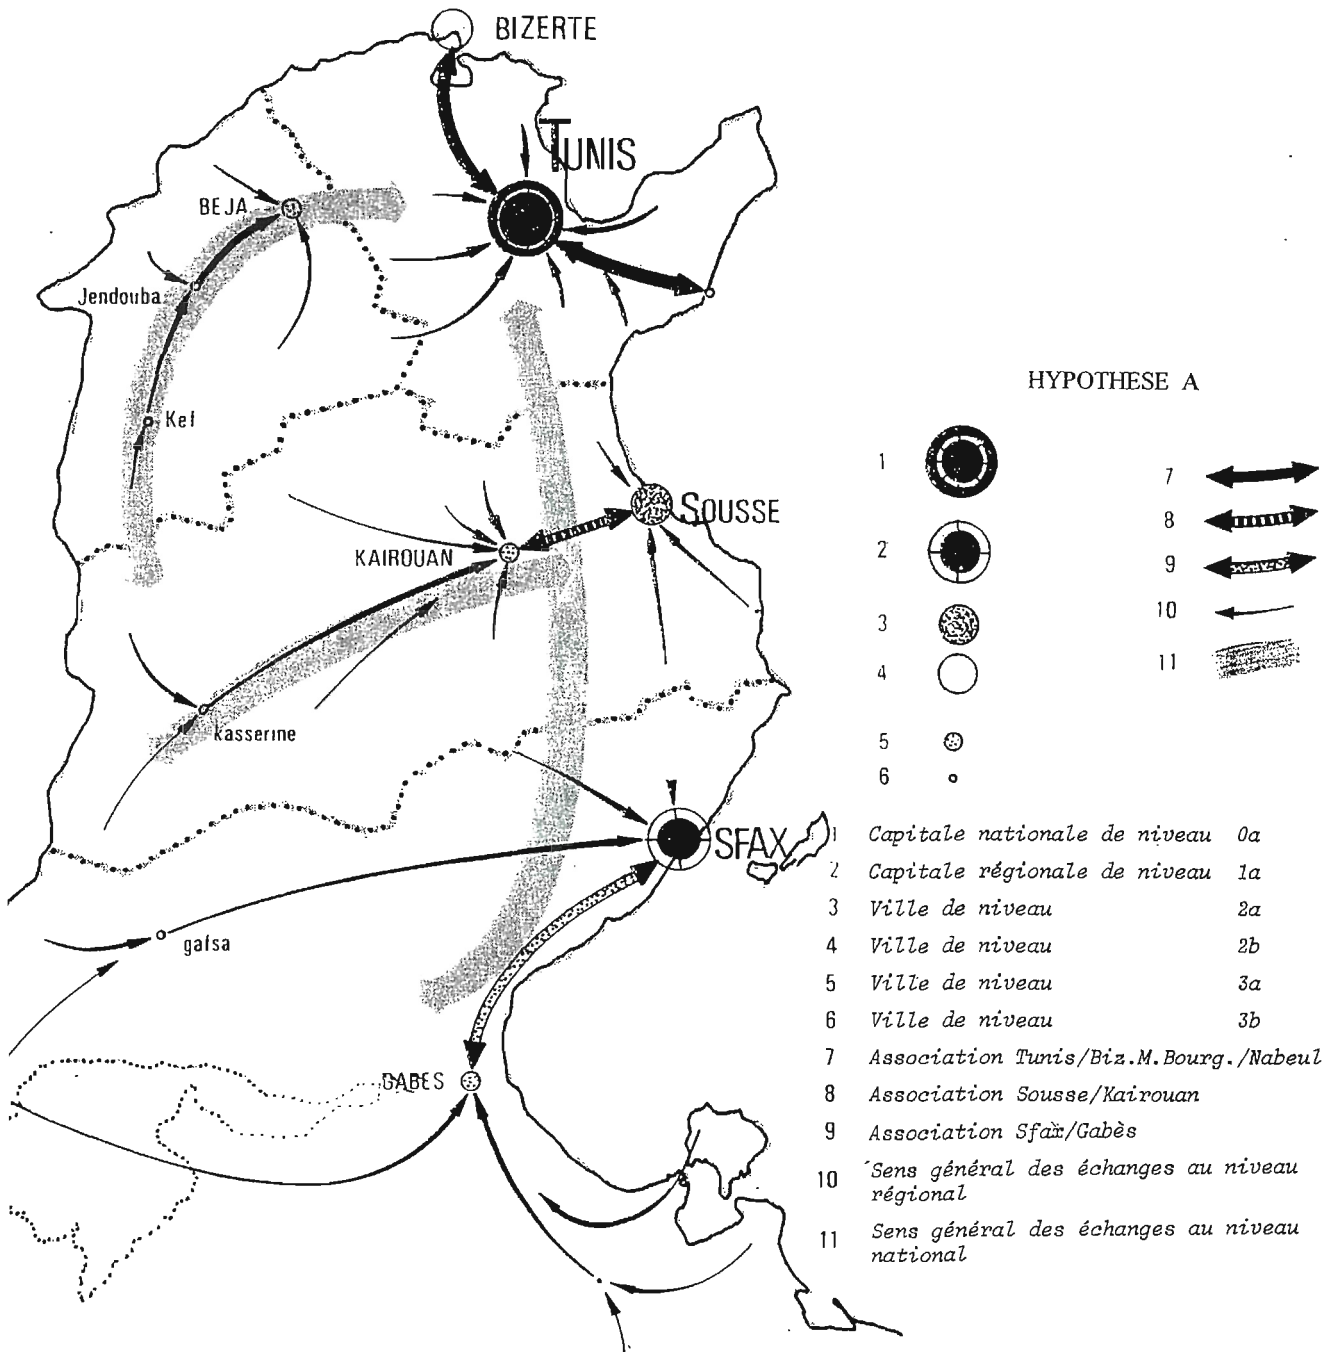 BIZERTE
TUNIS
BEJA
Jendouba
Kef
SOUSSE
KAIROUAN
kasserine
SFAX
gafsa
GABES
HYPOTHESE A
1
2
3
4
5
6
7
8
9
10
11
1 Capitale nationale de niveau 0a
2 Capitale régionale de niveau 1a
3 Ville de niveau 2a
4 Ville de niveau 2b
5 Ville de niveau 3a
6 Ville de niveau 3b
7 Association Tunis/Biz.M.Bourg./Nabeul
8 Association Sousse/Kairouan
9 Association Sfax/Gabès
10 Sens général des échanges au niveau
régional
11 Sens général des échanges au niveau
national